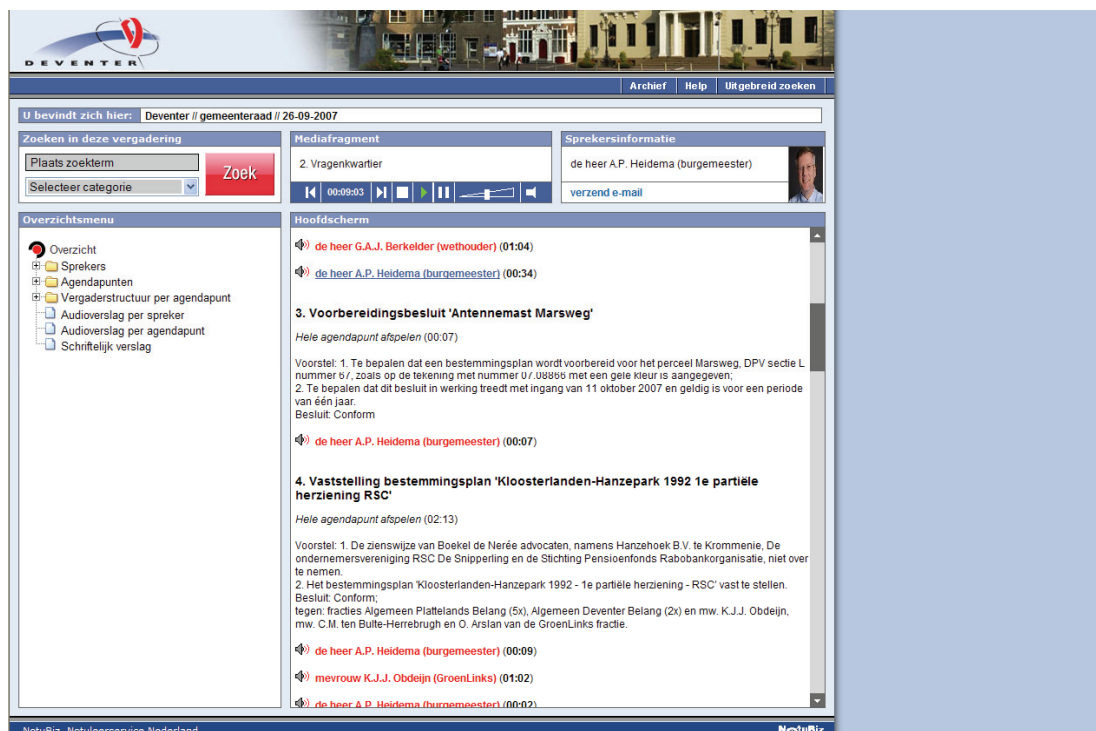 DEVENTER
Archief Help Uitgebreid zoeken
U bevindt zich hier: Deventer // gemeenteraad // 26-09-2007
Zoeken in deze vergadering
Plaats zoekterm
Selecteer categorie
Zoek
Mediafragment
2. Vragenkwartier
00:09:03
Sprekersinformatie
de heer A.P. Heidema (burgemeester)
verzend e-mail
Overzichtsmenu
Overzicht
Sprekers
Agendapunten
Vergaderstructuur per agendapunt
Audioverslag per spreker
Audioverslag per agendapunt
Schriftelijk verslag
Hoofdscherm
de heer G.A.J. Berkelder (wethouder) (01:04)
de heer A.P. Heidema (burgemeester) (00:34)
3. Voorbereidingsbesluit 'Antennemast Marsweg'
Hele agendapunt afspelen (00:07)
Voorstel: 1. Te bepalen dat een bestemmingsplan wordt voorbereid voor het perceel Marsweg, DPV sectie L
nummer 67, zoals op de tekening met nummer 07.08866 met een gele kleur is aangegeven;
2. Te bepalen dat dit besluit in werking treedt met ingang van 11 oktober 2007 en geldig is voor een periode
van één jaar.
Besluit: Conform
de heer A.P. Heidema (burgemeester) (00:07)
4. Vaststelling bestemmingsplan 'Kloosterlanden-Hanzepark 1992 1e partiële
herziening RSC'
Hele agendapunt afspelen (02:13)
Voorstel: 1. De zienswijze van Boekel de Nerée advocaten, namens Hanzehoek B.V. te Krommenie, De
ondernemersvereniging RSC De Snipperling en de Stichting Pensioenfonds Rabobankorganisatie, niet over
te nemen.
2. Het bestemmingsplan 'Kloosterlanden-Hanzepark 1992 - 1e partiële herziening - RSC' vast te stellen.
Besluit: Conform;
tegen: fracties Algemeen Plattelands Belang (5x), Algemeen Deventer Belang (2x) en mw. K.J.J. Obdeijn,
mw. C.M. ten Bulte-Herrebrugh en O. Arslan van de GroenLinks fractie.
de heer A.P. Heidema (burgemeester) (00:09)
mevrouw K.J.J. Obdeijn (GroenLinks) (01:02)
de heer A.P. Heidema (burgemeester) (00:02)
NotuBiz, Notuleerservice Nederland
NotuBiz